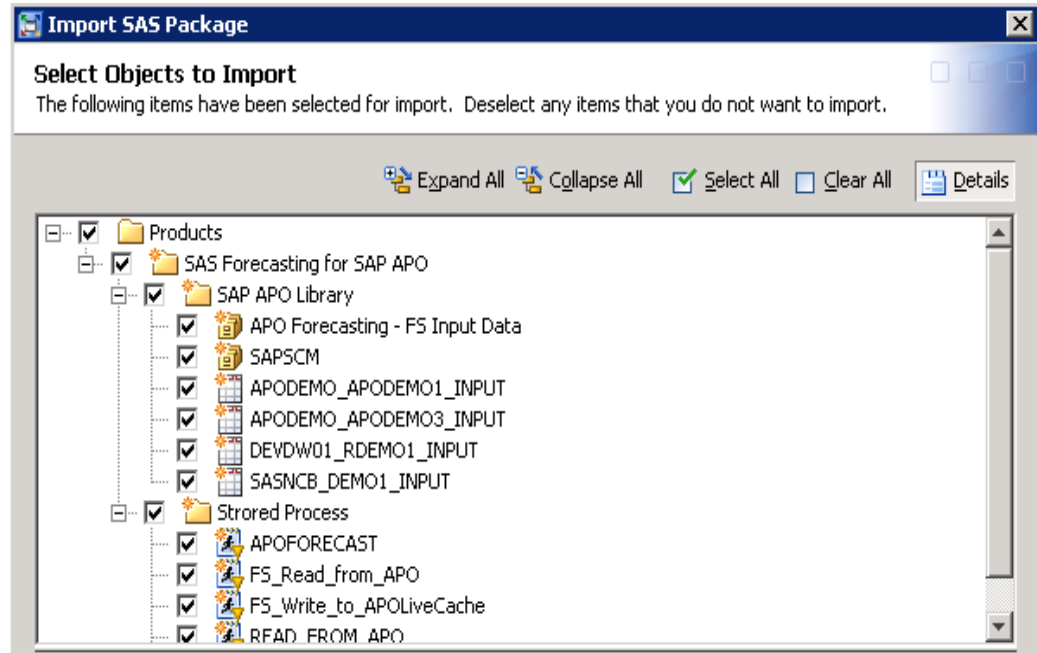 Import SAS Package
Select Objects to Import
The following items have been selected for import. Deselect any items that you do not want to import.
Expand All Collapse All Select All Clear All Details
Products
SAS Forecasting for SAP APO
SAP APO Library
APO Forecasting - FS Input Data
SAPSCM
APODEMO_APODEMO1_INPUT
APODEMO_APODEMO3_INPUT
DEVDW01_RDEMO1_INPUT
SASNCB_DEMO1_INPUT
Strored Process
APOFORECAST
FS_Read_from_APO
FS_Write_to_APOLiveCache
READ_FROM_APO